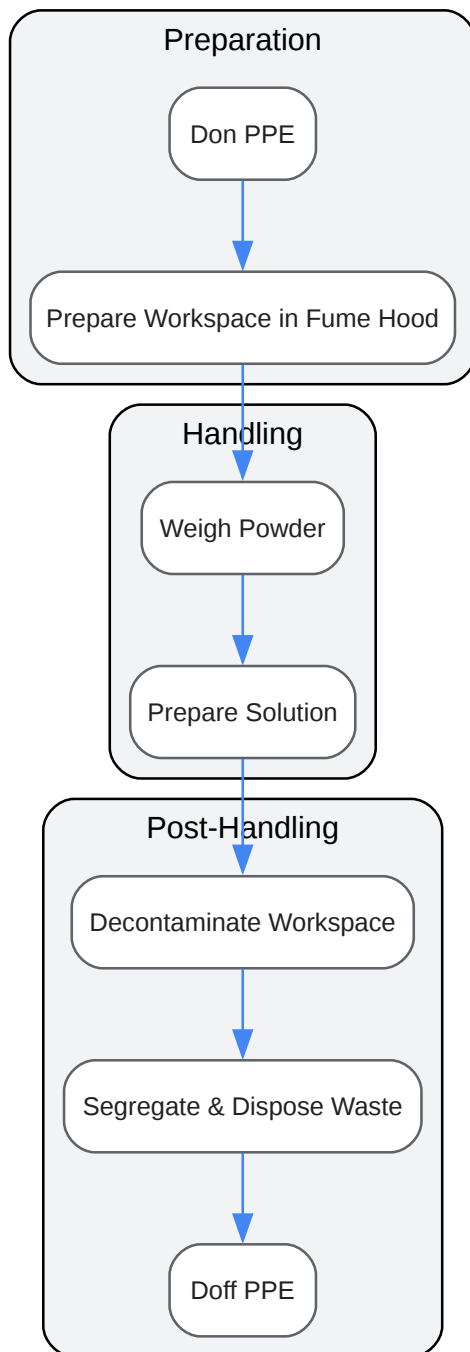 Preparation
Don PPE
Prepare Workspace in Fume Hood
Handling
Weigh Powder
Prepare Solution
Post-Handling
Decontaminate Workspace
Segregate & Dispose Waste
Doff PPE